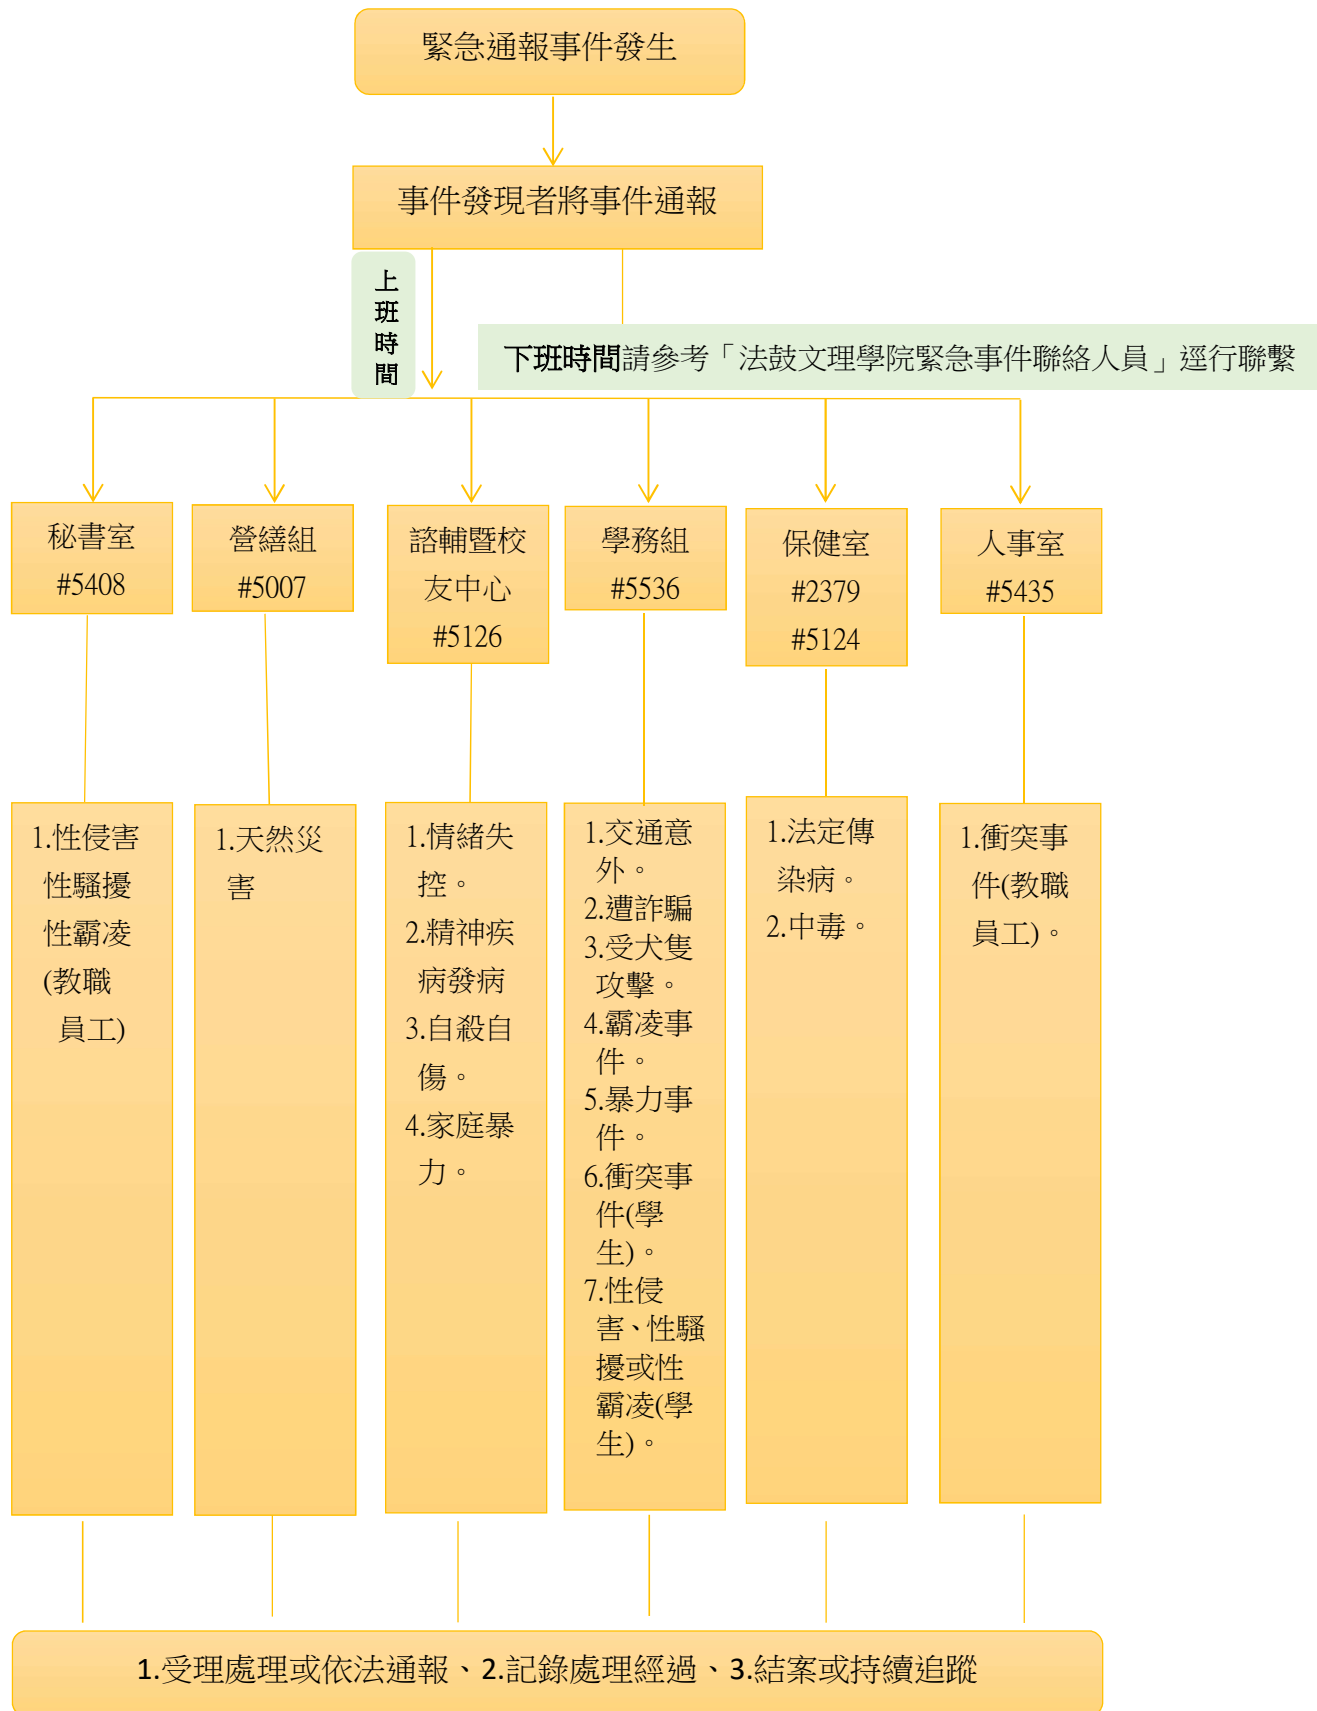 緊急通報事件發生
事件發現者將事件通報
上
班
時
間
下班時間請參考「法鼓文理學院緊急事件聯絡人員」逕行聯繫
秘書室
#5408
營繕組
#5007
諮輔暨校
友中心
#5126
學務組
#5536
保健室
#2379
#5124
人事室
#5435
1.性侵害
性騷擾
性霸凌
(教職
員工)
1.天然災
害
1.情緒失
控。
2.精神疾
病發病
3.自殺自
傷。
4.家庭暴
力。
1.交通意
外。
2.遭詐騙
3.受犬隻
攻擊。
4.霸凌事
件。
5.暴力事
件。
6.衝突事
件(學
生)。
7.性侵
害、性騷
擾或性
霸凌(學
生)。
1.法定傳
染病。
2.中毒。
1.衝突事
件(教職
員工)。
1.受理處理或依法通報、2.記錄處理經過、3.結案或持續追蹤